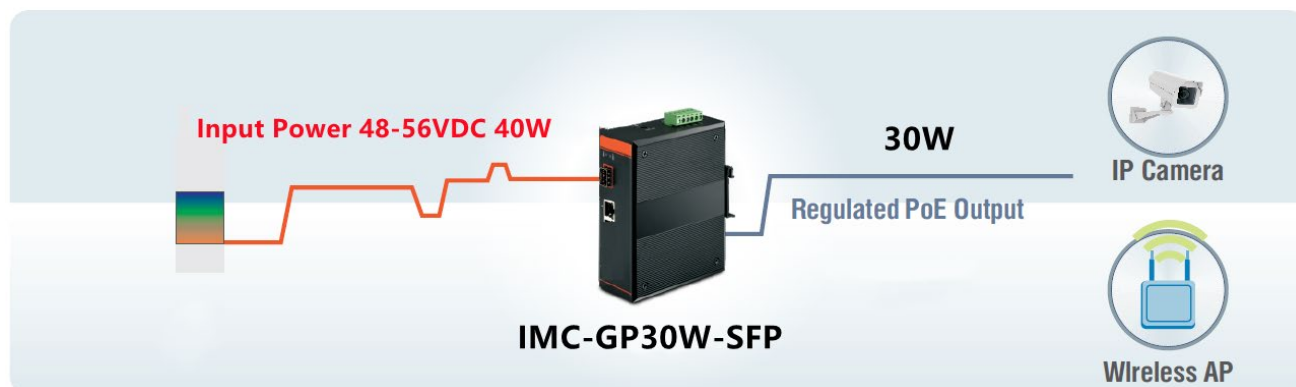 Input Power 48-56VDC 40W
30W
Regulated PoE Output
IP Camera
IMC-GP30W-SFP
WIreless AP